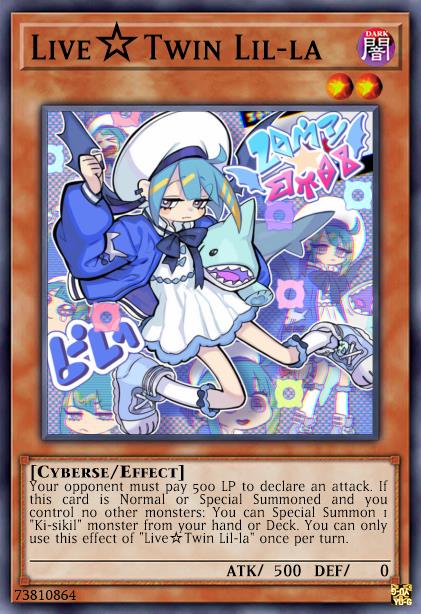 LIVE☆TWIN LIL-LA
DARK
闇
[CYBERSE/EFFECT]
Your opponent must pay 500 LP to declare an attack. If
this card is Normal or Special Summoned and you
control no other monsters: You can Special Summon 1
"Ki-sikil" monster from your hand or Deck. You can only
use this effect of "Live☆Twin Lil-la" once per turn.
ATK/ 500 DEF/ 0
73810864